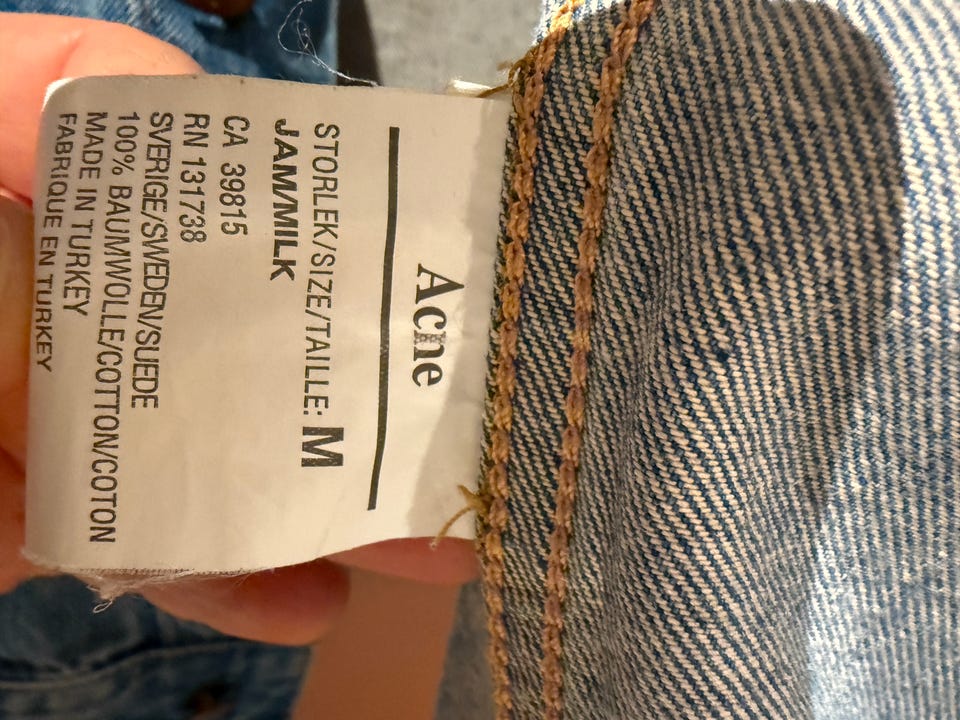 Acne
STORLEK/SIZE/TAILLE: M
JAM/MILK
CA 39815
RN 131738
SVERIGE/SWEDEN/SUEDE
100% BAUMWOLLE/COTTON/COTON
MADE IN TURKEY
FABRIQUE EN TURKEY